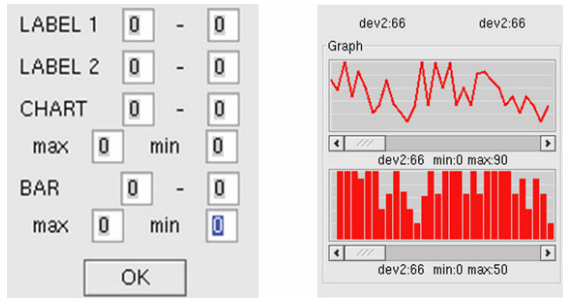 LABEL 1 0 - 0
LABEL 2 0 - 0
CHART 0 - 0
max 0 min 0
BAR 0 - 0
max 0 min 0
OK
dev2:66 dev2:66
Graph
dev2:66 min:0 max:90
dev2:66 min:0 max:50